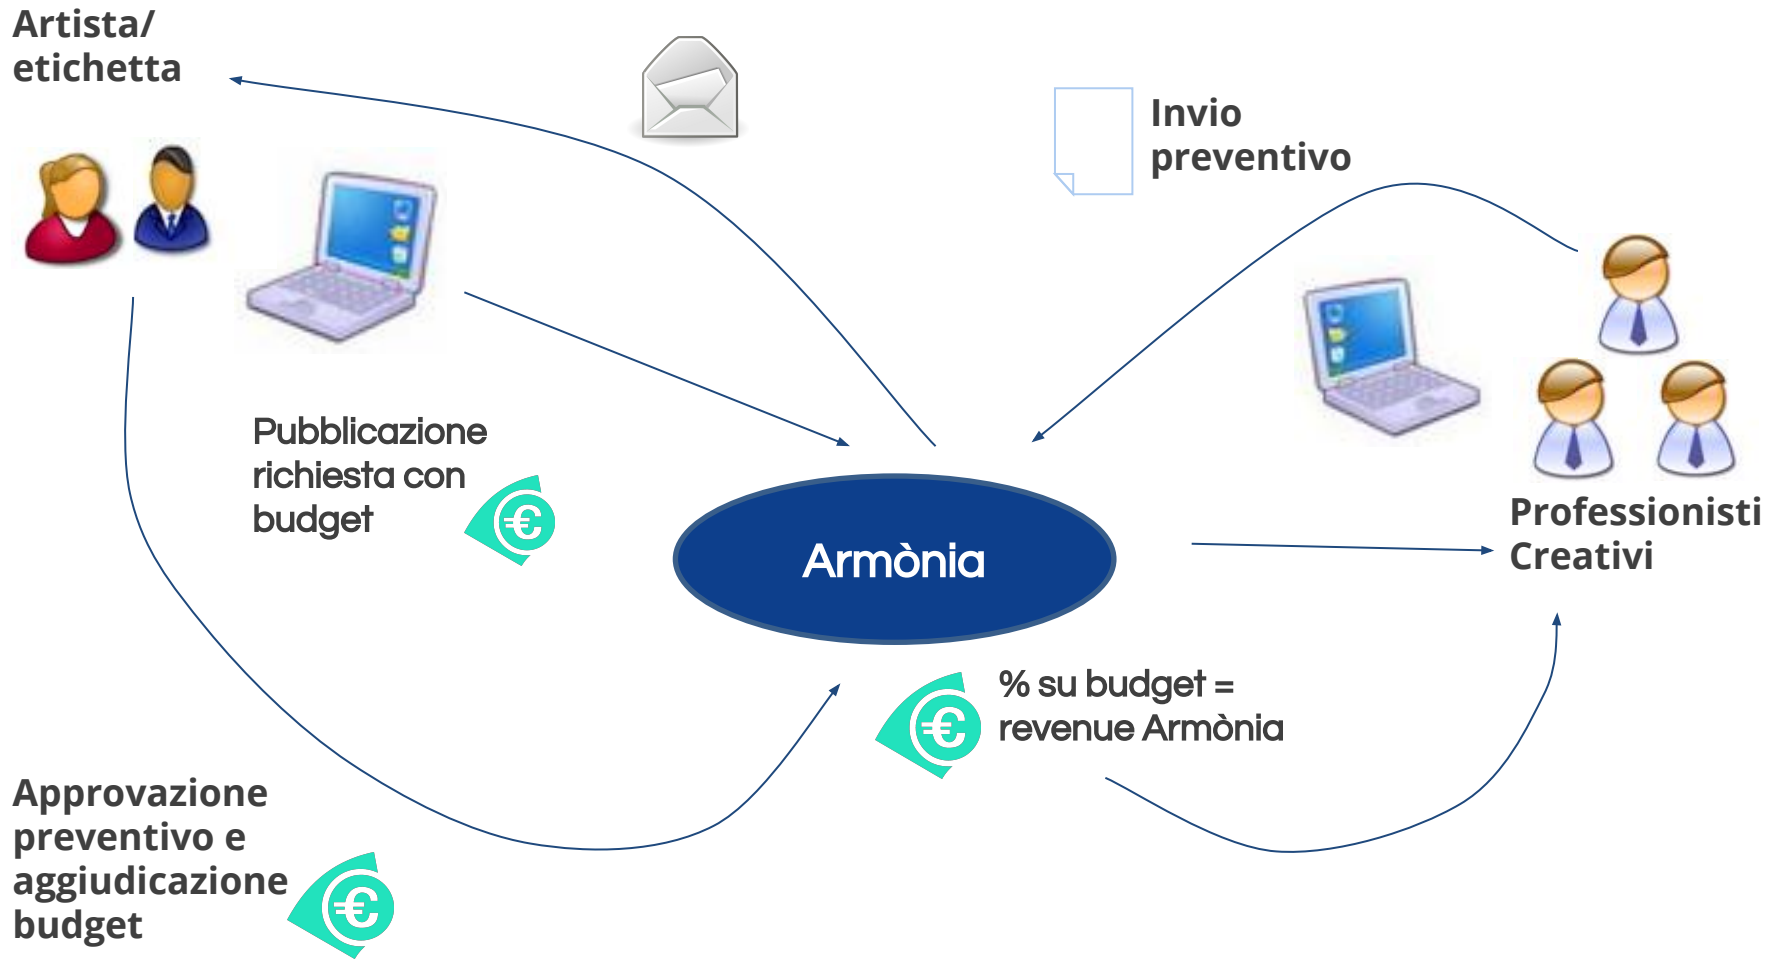 Artista/
etichetta
Invio
preventivo
Pubblicazione
richiesta con
budget
€
Armònia
Professionisti
Creativi
€
% su budget =
revenue Armònia
Approvazione
preventivo e
aggiudicazione
budget
€